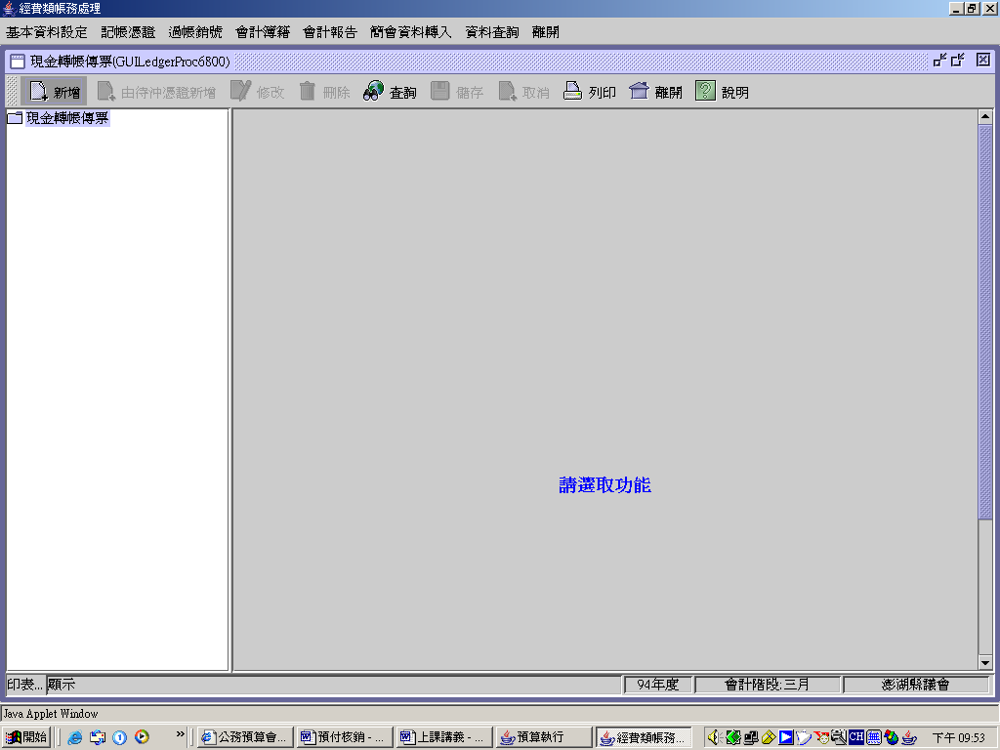 經費類帳務處理
基本資料設定 記帳憑證 過帳銷號 會計簿籍 會計報告 簡會資料轉入 資料查詢 離開
現金轉帳傳票(GUILedgerProc6800)
新增 由待沖憑證新增 修改 刪除 查詢 儲存 取消 列印 離開 說明
現金轉帳傳票
請選取功能
印表... 顯示 94年度 會計階段:三月 澎湖縣議會
Java Applet Window
開始 » 公務預算會... 預付核銷 - ... 上課講義 - ... 預算執行 經費類帳務... CH 下午 09:53